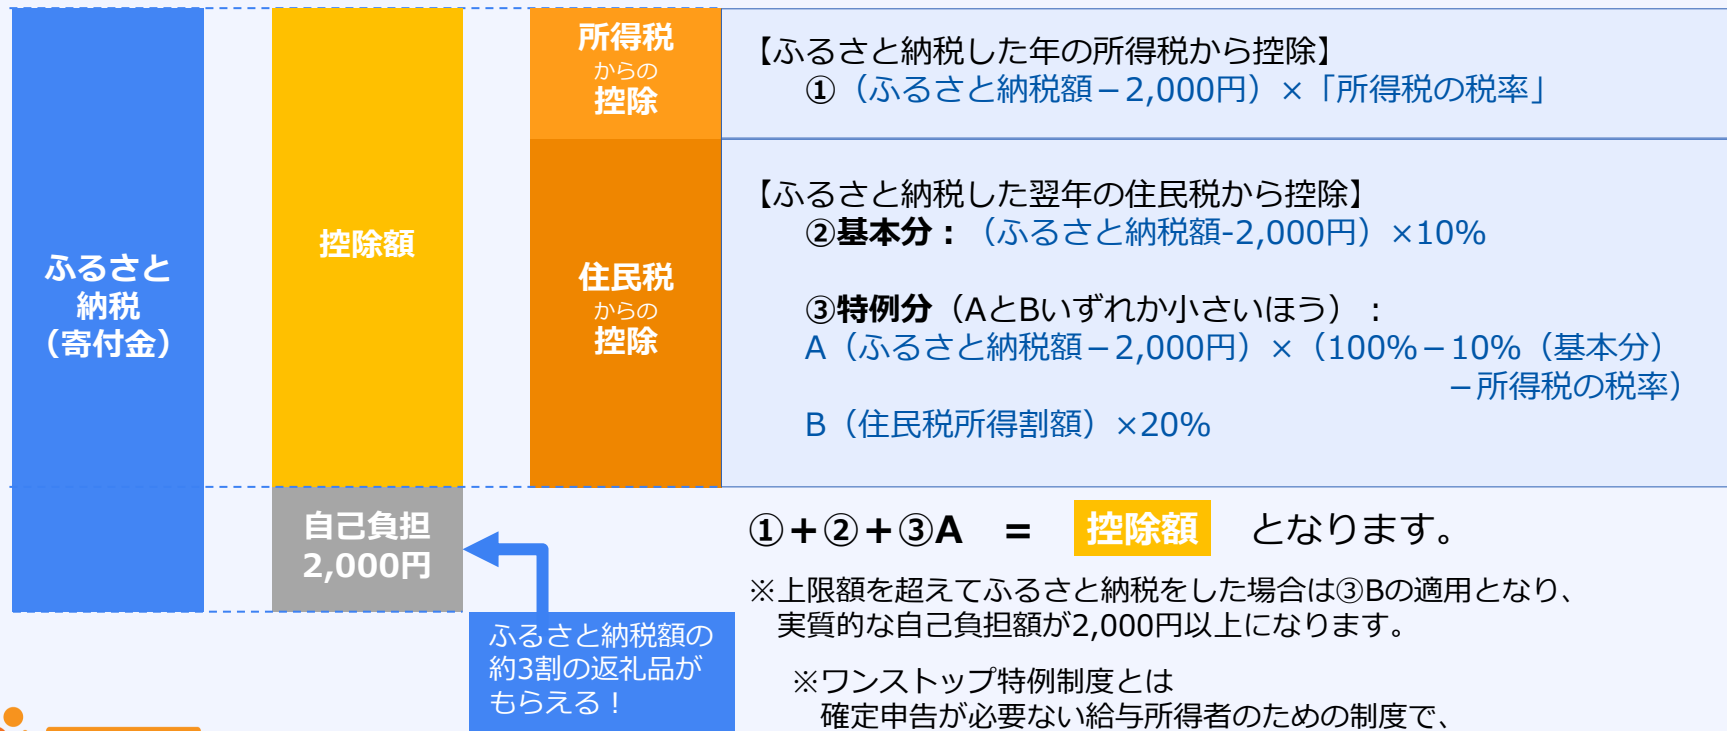 ふるさと
納税
（寄付金）
控除額
自己負担
2,000円
所得税
からの
控除
住民税
からの
控除
【ふるさと納税した年の所得税から控除】
①（ふるさと納税額－2,000円）×「所得税の税率」
【ふるさと納税した翌年の住民税から控除】
②基本分：（ふるさと納税額-2,000円）×10%
③特例分（AとBいずれか小さいほう）：
A（ふるさと納税額－2,000円）×（100%－10%（基本分）
－所得税の税率）
B（住民税所得割額）×20%
①+②+③A = 控除額 となります。
※上限額を超えてふるさと納税をした場合は③Bの適用となり、
実質的な自己負担額が2,000円以上になります。
ふるさと納税額の
約3割の返礼品が
もらえる！
※ワンストップ特例制度とは
確定申告が必要ない給与所得者のための制度で、